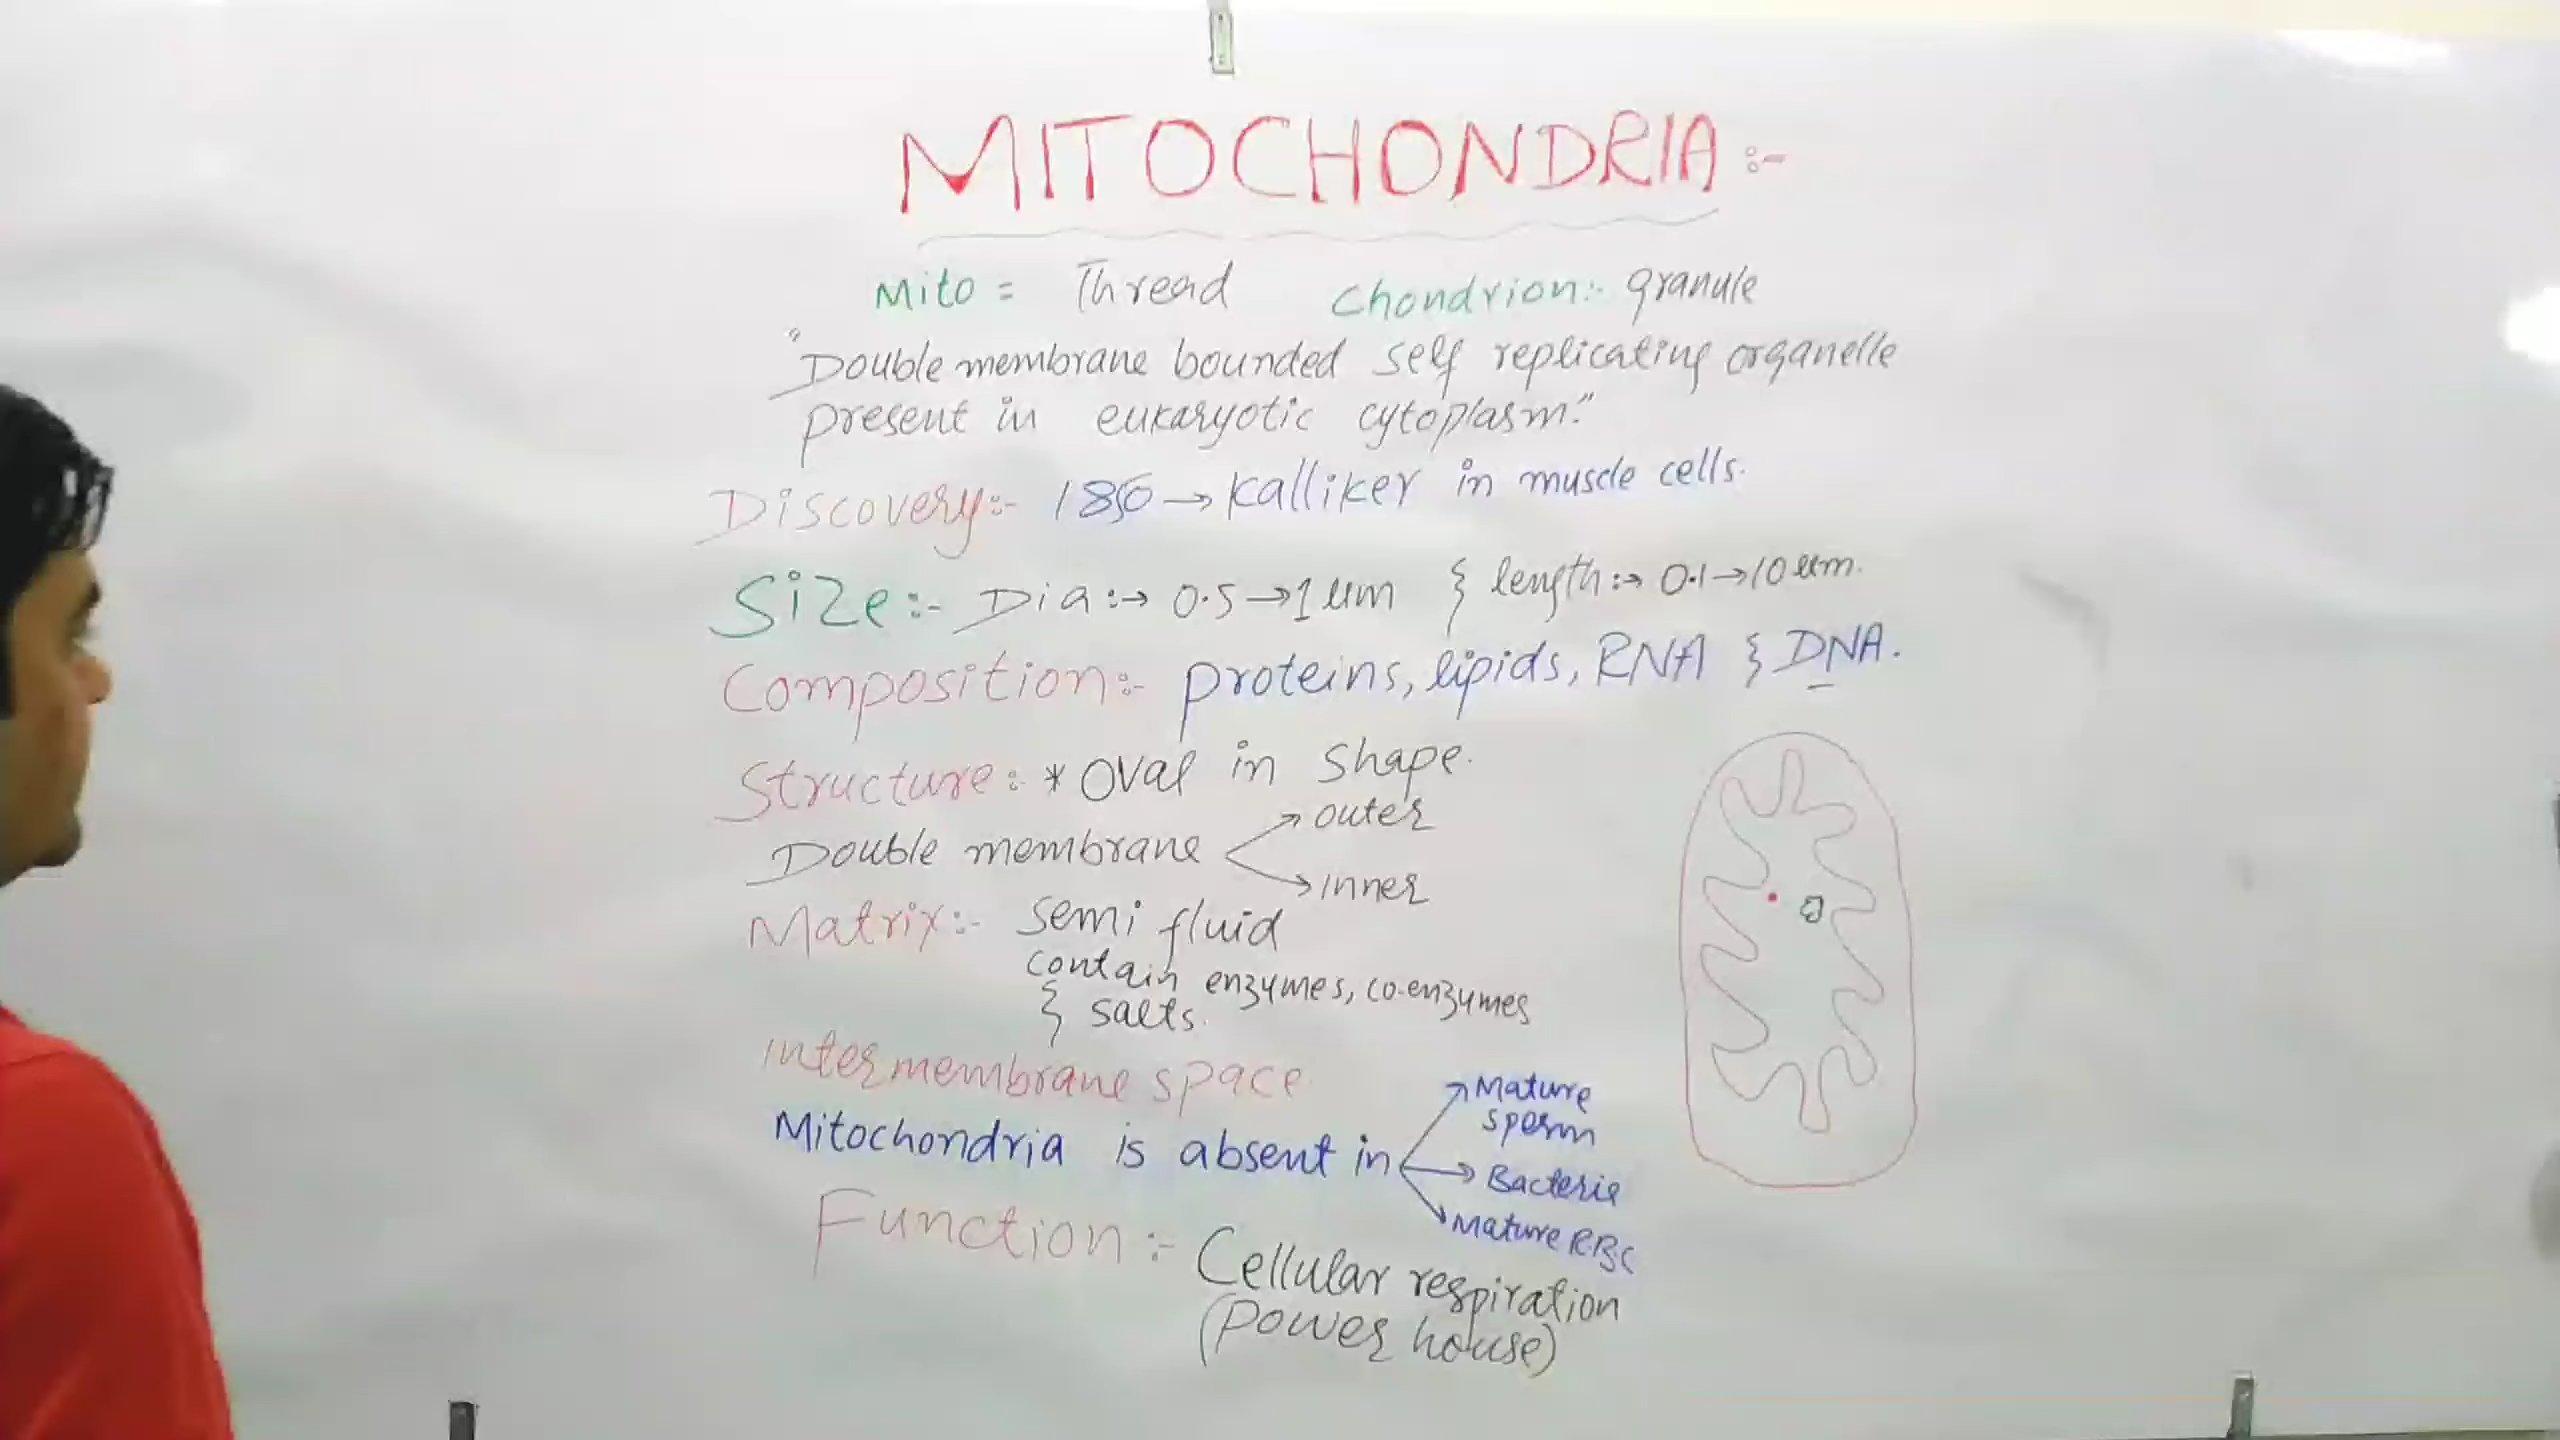 MITOCHONDRIA :-
Mito = Thread Chondrion:- granule
"Double membrane bounded self replicating organelle
present in eukaryotic cytoplasm."
Discovery:- 1850 → Kalliker in muscle cells.
Size:- Dia:→ 0.5 → 1 µm } length:→ 0.1 → 10 µm.
Composition:- proteins, lipids, RNA } DNA.
Structure: * Oval in Shape.
Double membrane → outer
→ inner
Matrix:- Semi fluid
contain enzymes, co-enzymes
} salts.
Intermembrane space
Mitochondria is absent in → Mature sperm
→ Bacteria
→ Mature RBC
Function:- Cellular respiration
(Power house)